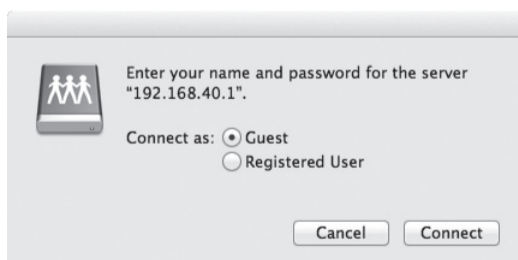 Enter your name and password for the server
"192.168.40.1".
Connect as: Guest
Registered User
Cancel Connect